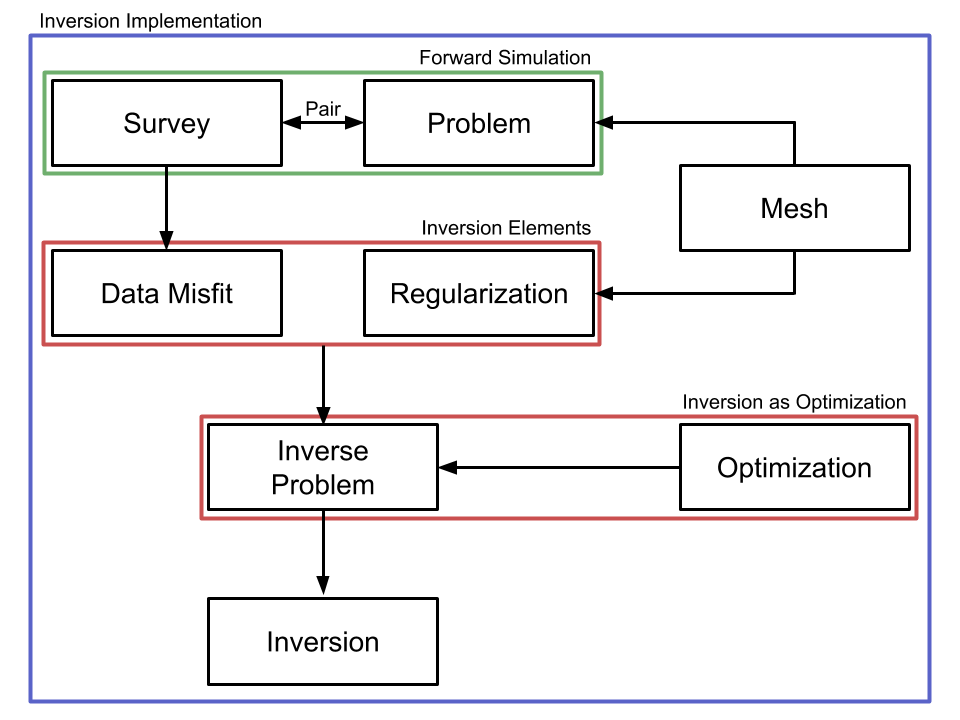 Inversion Implementation
Forward Simulation
Survey
Pair
Problem
Mesh
Inversion Elements
Data Misfit
Regularization
Inversion as Optimization
Inverse
Problem
Optimization
Inversion